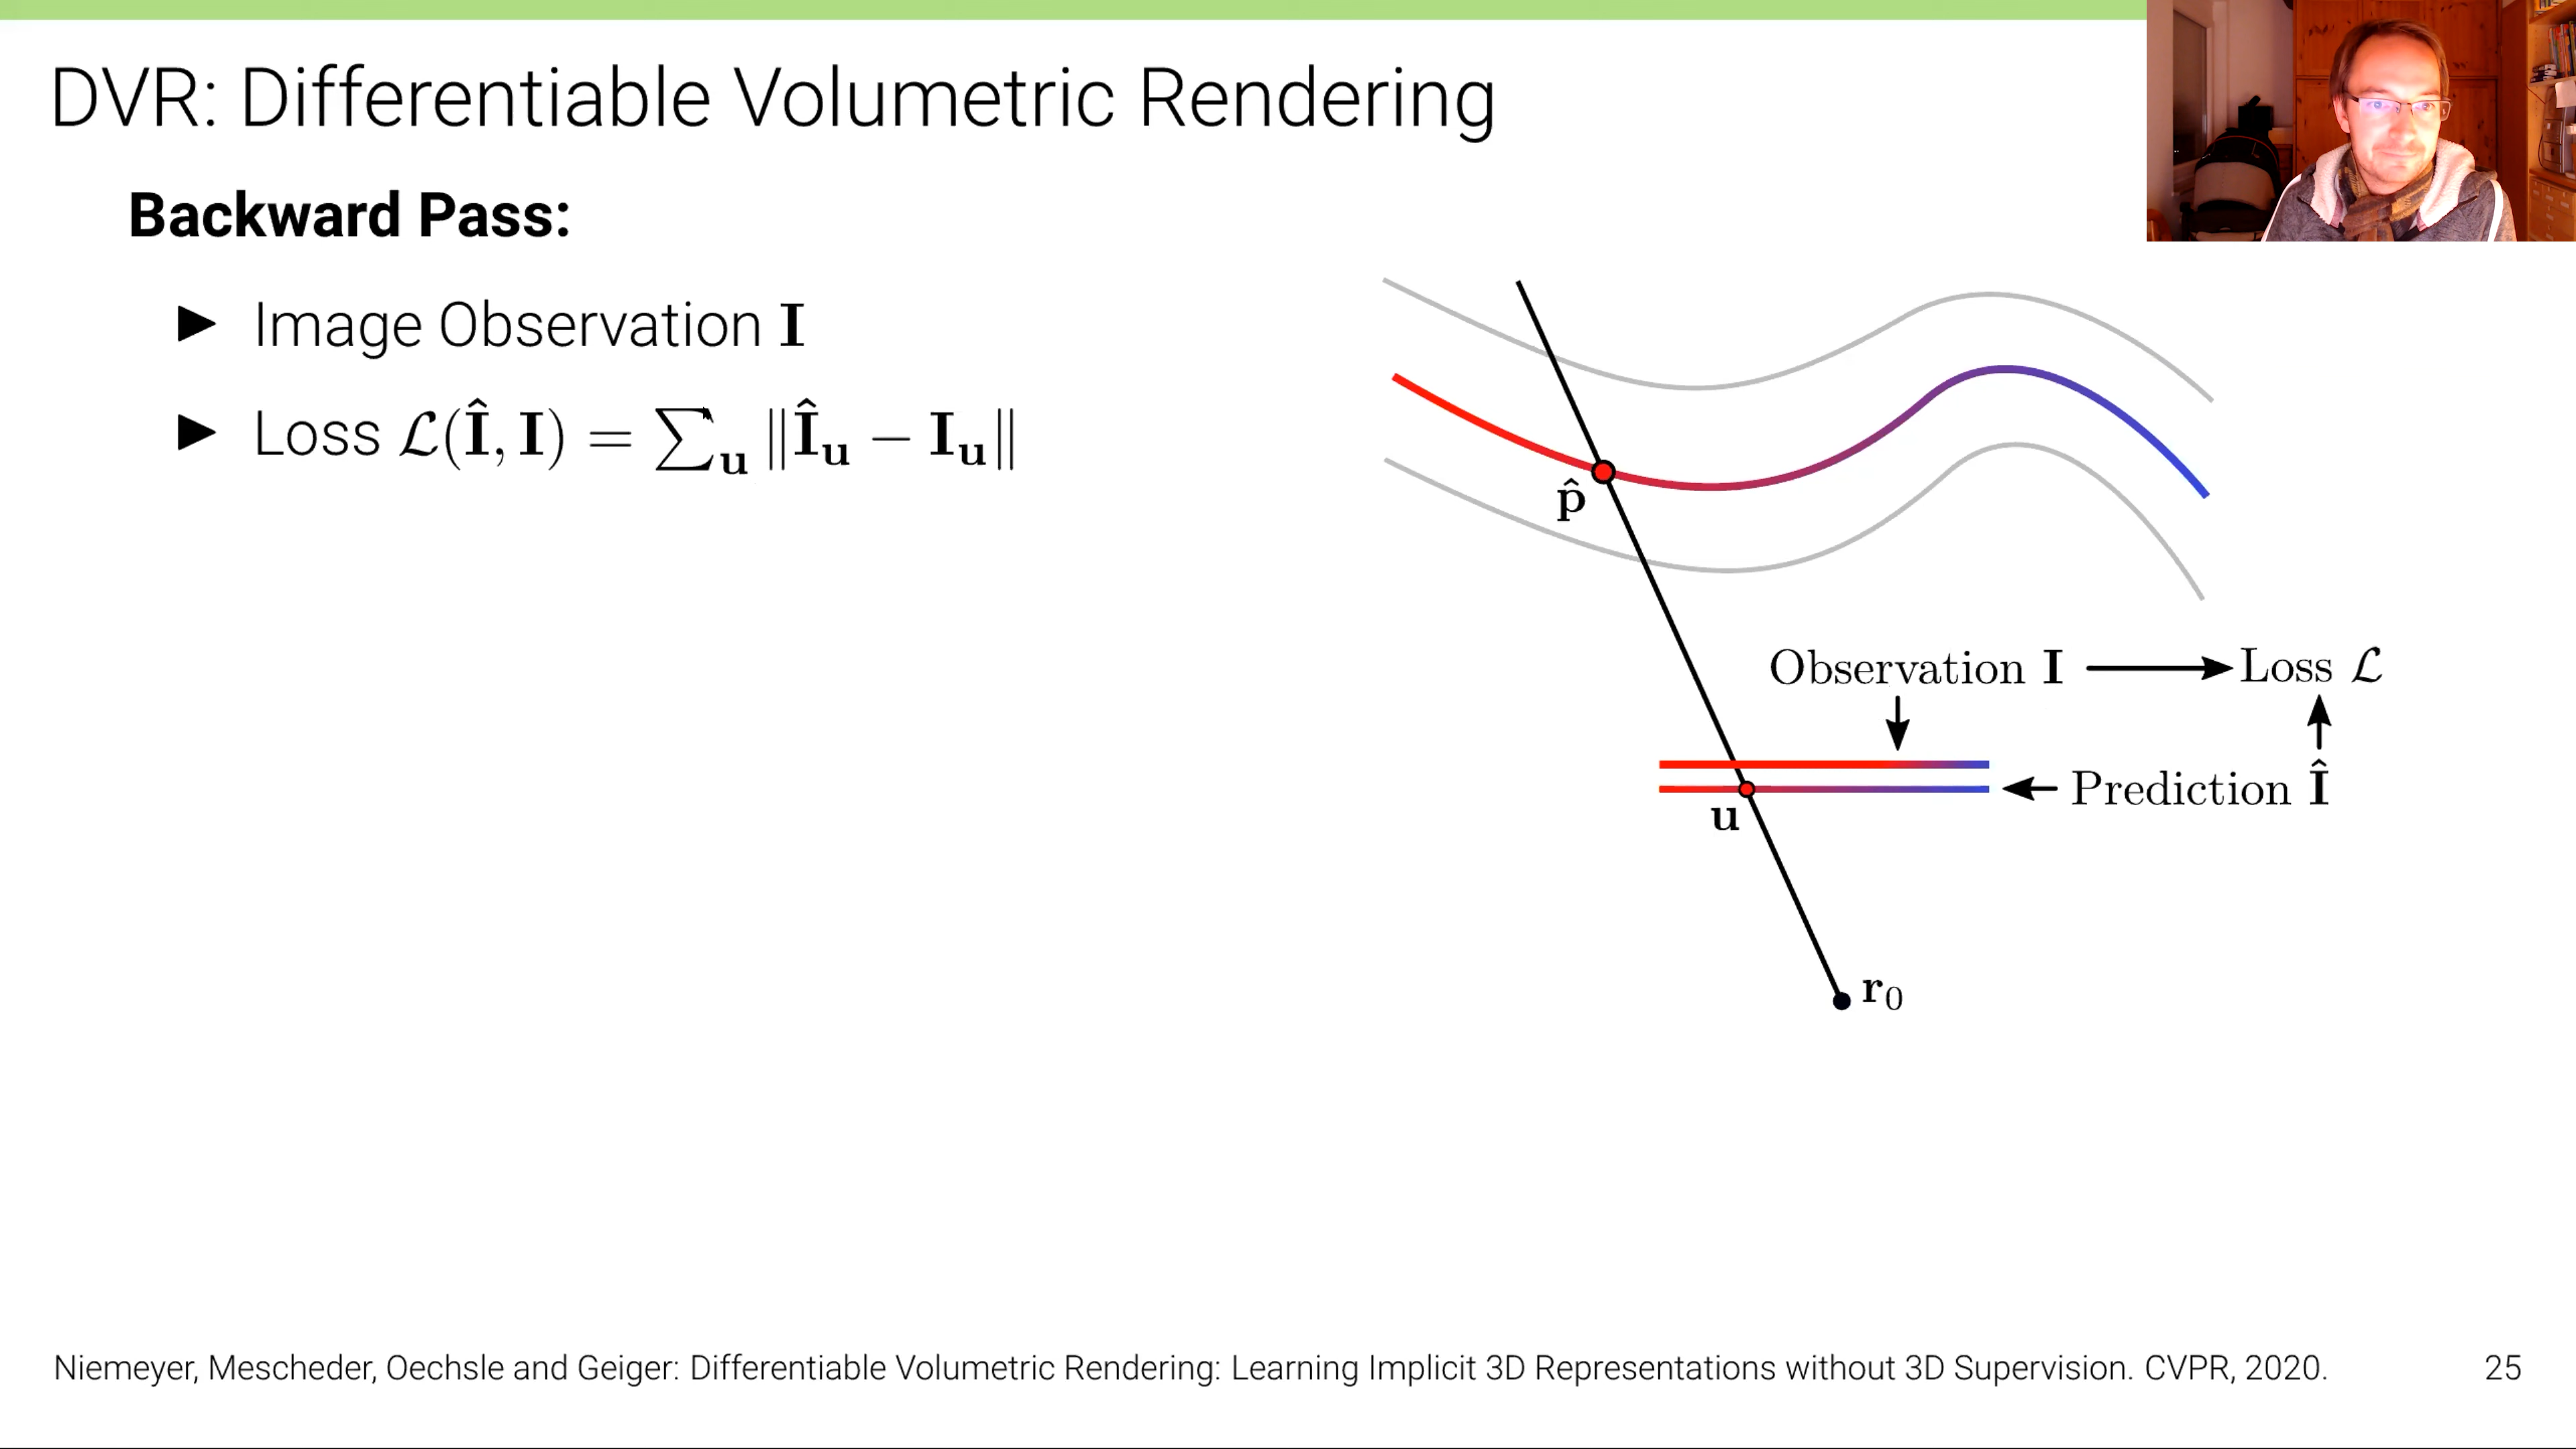 DVR: Differentiable Volumetric Rendering
Backward Pass:
▶ Image Observation I
▶ Loss ℒ(Î, I) = ∑ᵤ ‖Îᵤ − Iᵤ‖
p̂
Observation I → Loss ℒ
Prediction Î
u
r₀
Niemeyer, Mescheder, Oechsle and Geiger: Differentiable Volumetric Rendering: Learning Implicit 3D Representations without 3D Supervision. CVPR, 2020.
25